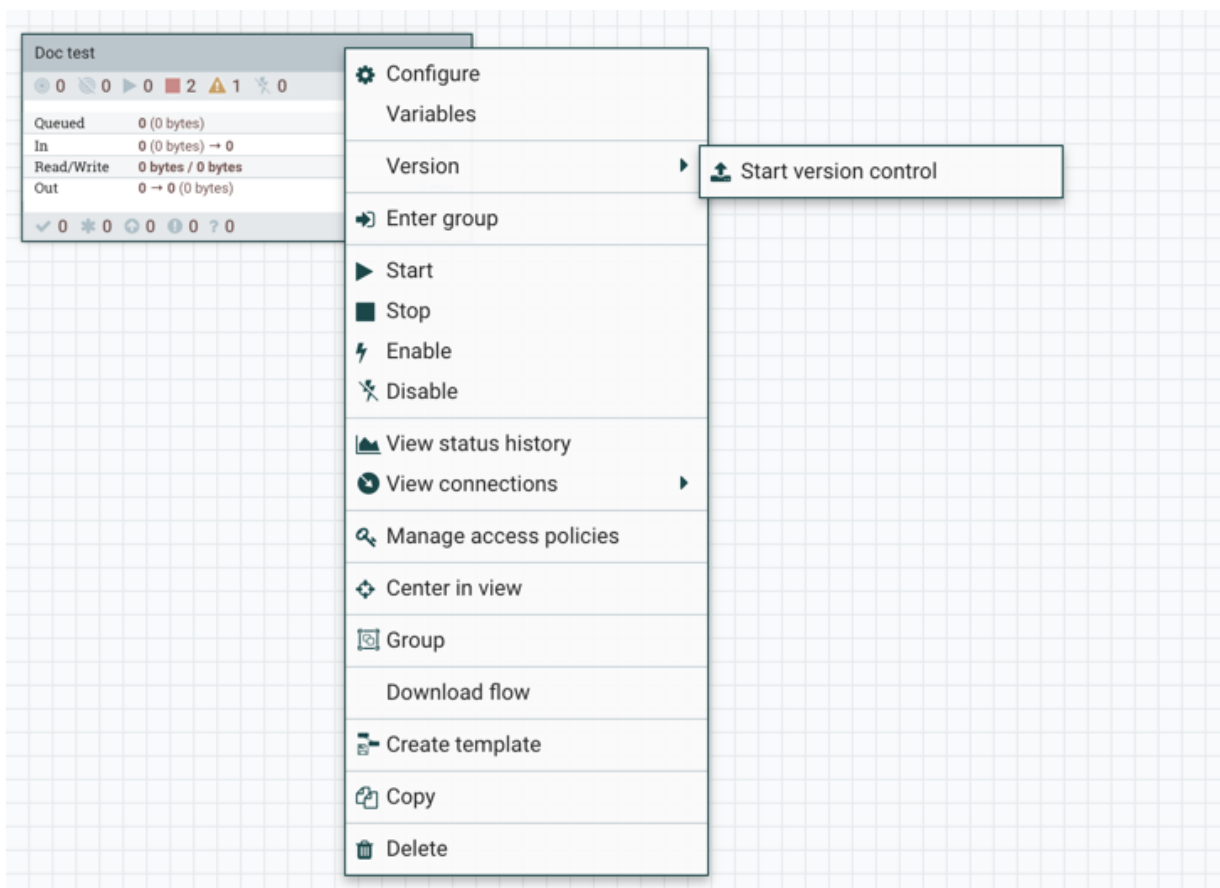 Doc test
0 0 0 2 1 0
Queued 0 (0 bytes)
In 0 (0 bytes) → 0
Read/Write 0 bytes / 0 bytes
Out 0 → 0 (0 bytes)
0 0 0 0 ? 0
Configure
Variables
Version
Start version control
Enter group
Start
Stop
Enable
Disable
View status history
View connections
Manage access policies
Center in view
Group
Download flow
Create template
Copy
Delete